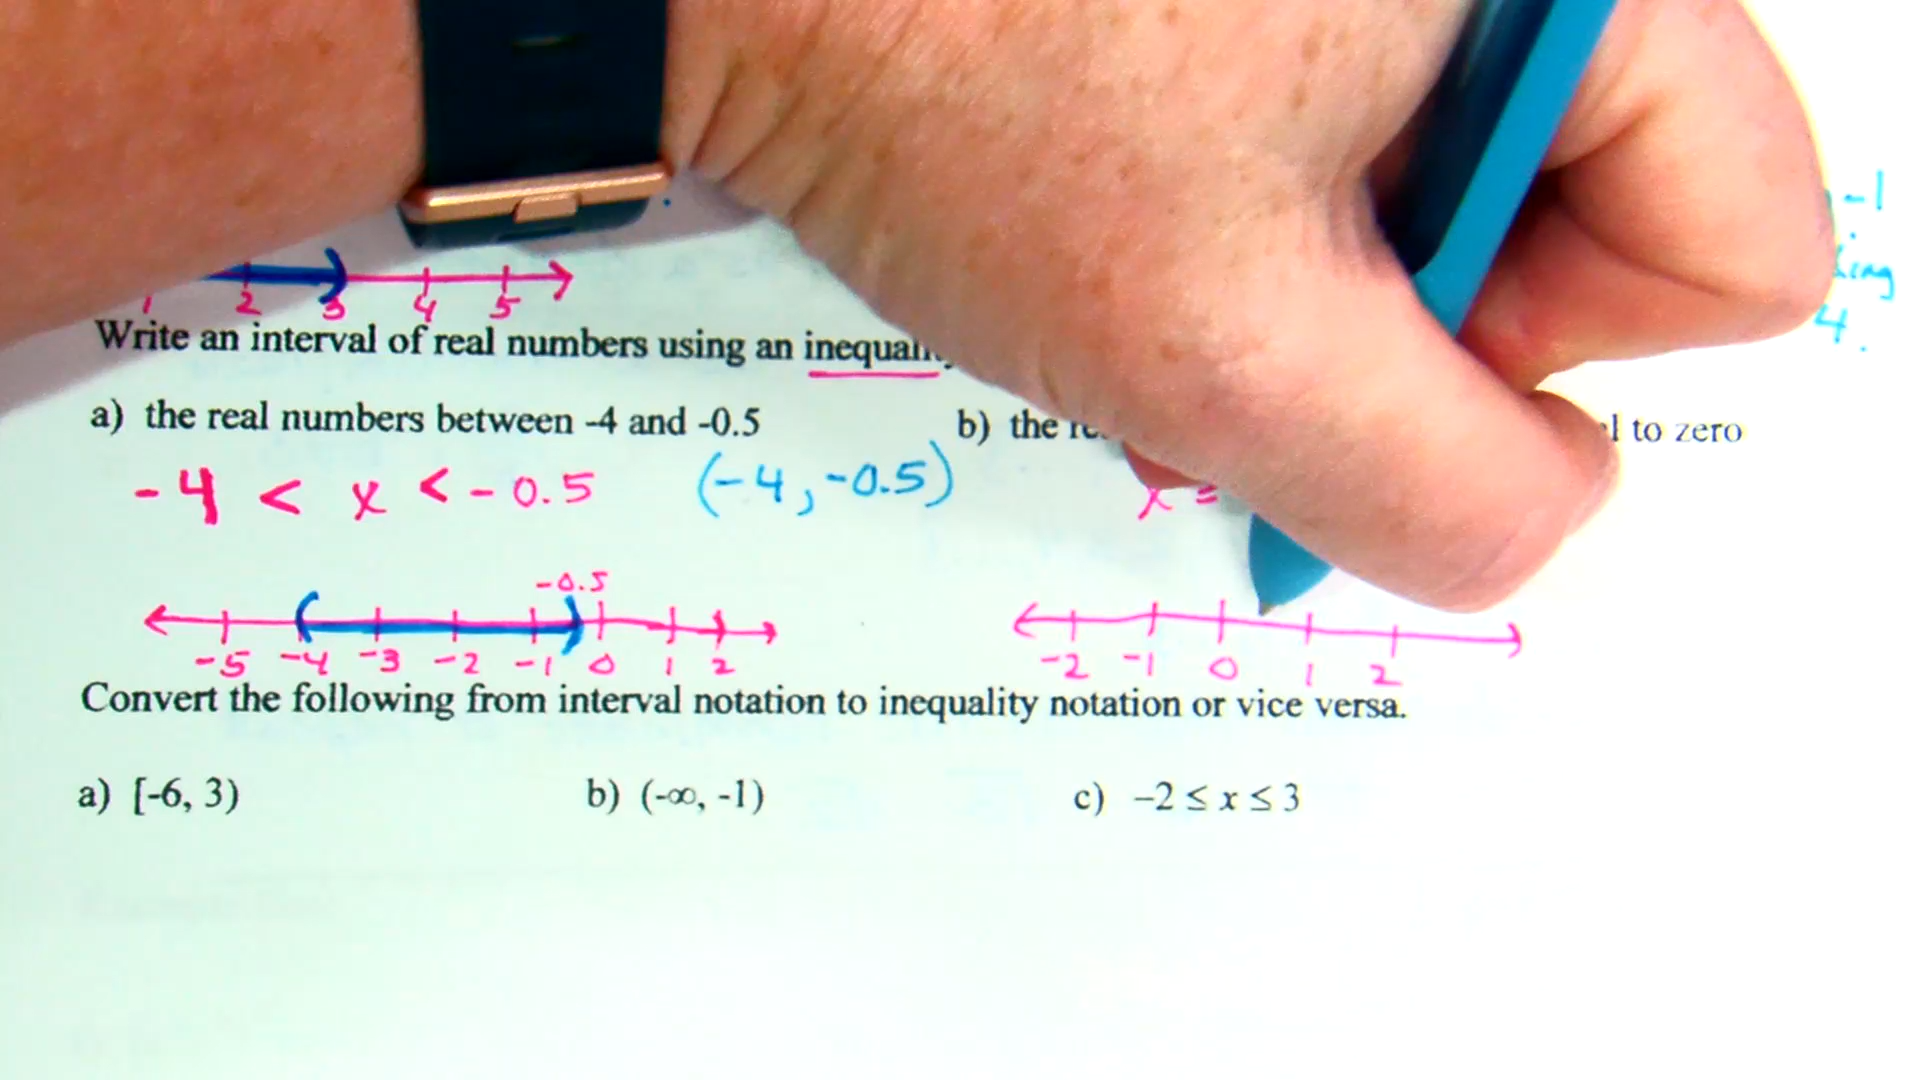 -1
4.
1 2 3 4 5
Write an interval of real numbers using an
a) the real numbers between -4 and -0.5
b) the l to zero
-4 < x < -0.5 (-4, -0.5)
x
-0.5
-5 -4 -3 -2 -1 0 1 2
-2 -1 0 1 2
Convert the following from interval notation to inequality notation or vice versa.
a) [-6, 3) b) (-∞, -1) c) −2 ≤ x ≤ 3